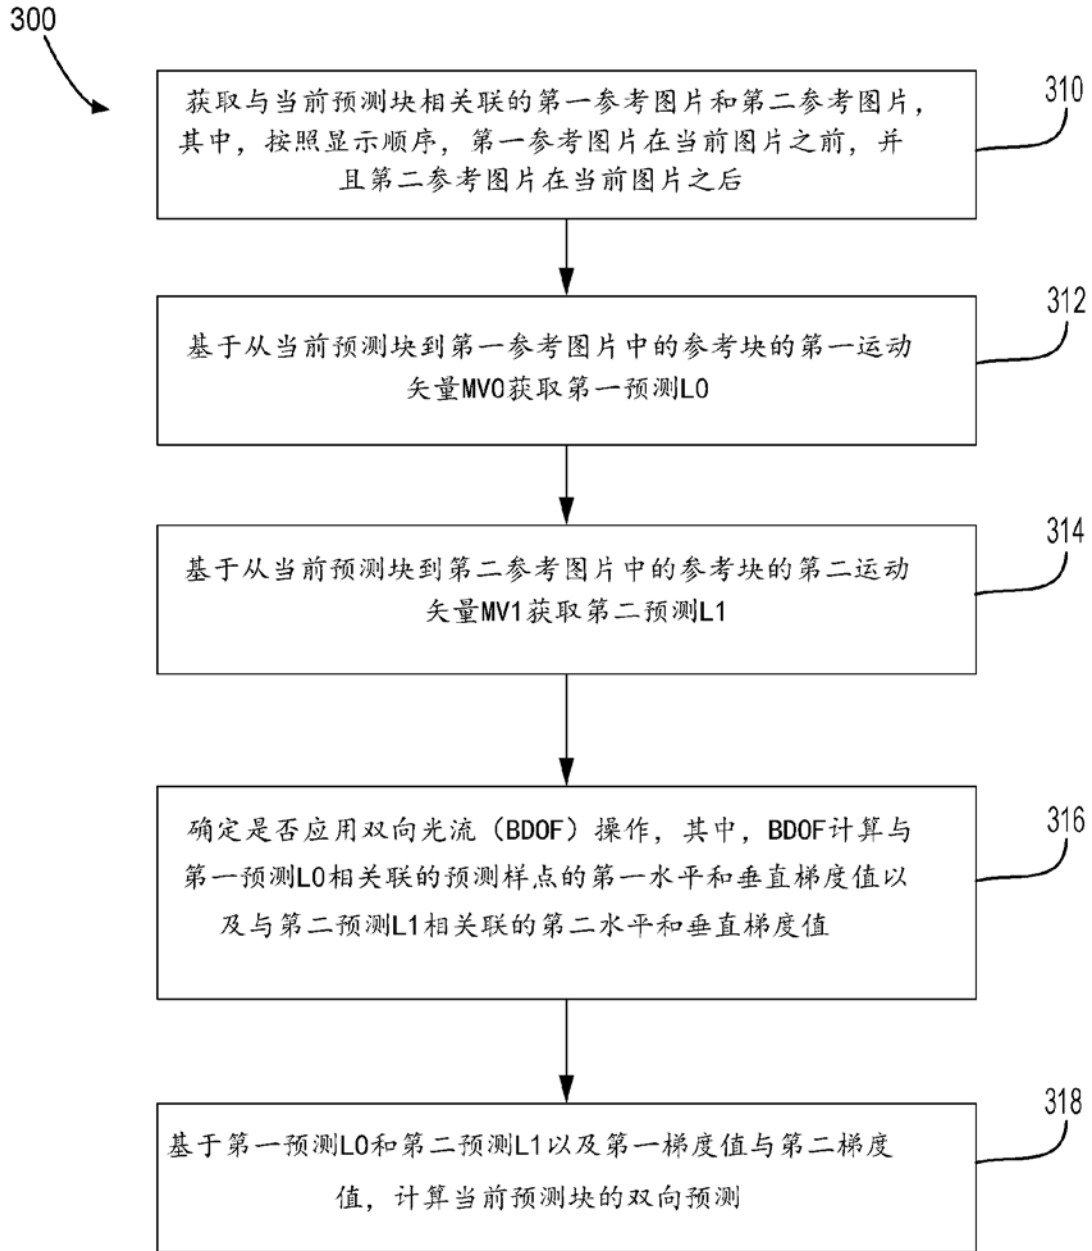 300
310
获取与当前预测块相关联的第一参考图片和第二参考图片，
其中，按照显示顺序，第一参考图片在当前图片之前，并
且第二参考图片在当前图片之后
312
基于从当前预测块到第一参考图片中的参考块的第一运动
矢量MV0获取第一预测L0
314
基于从当前预测块到第二参考图片中的参考块的第二运动
矢量MV1获取第二预测L1
316
确定是否应用双向光流（BDOF）操作，其中，BDOF计算与
第一预测L0相关联的预测样点的第一水平和垂直梯度值以
及与第二预测L1相关联的第二水平和垂直梯度值
318
基于第一预测L0和第二预测L1以及第一梯度值与第二梯度
值，计算当前预测块的双向预测